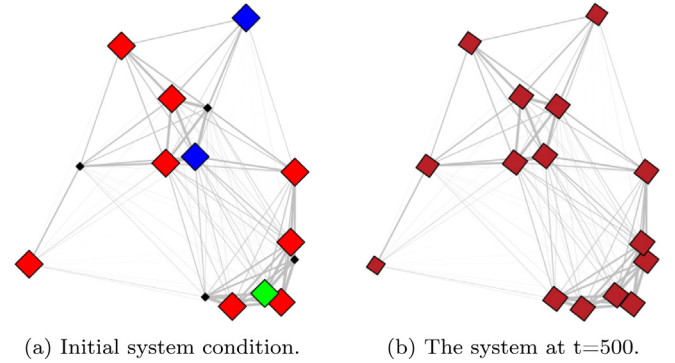 (a) Initial system condition.
(b) The system at t=500.